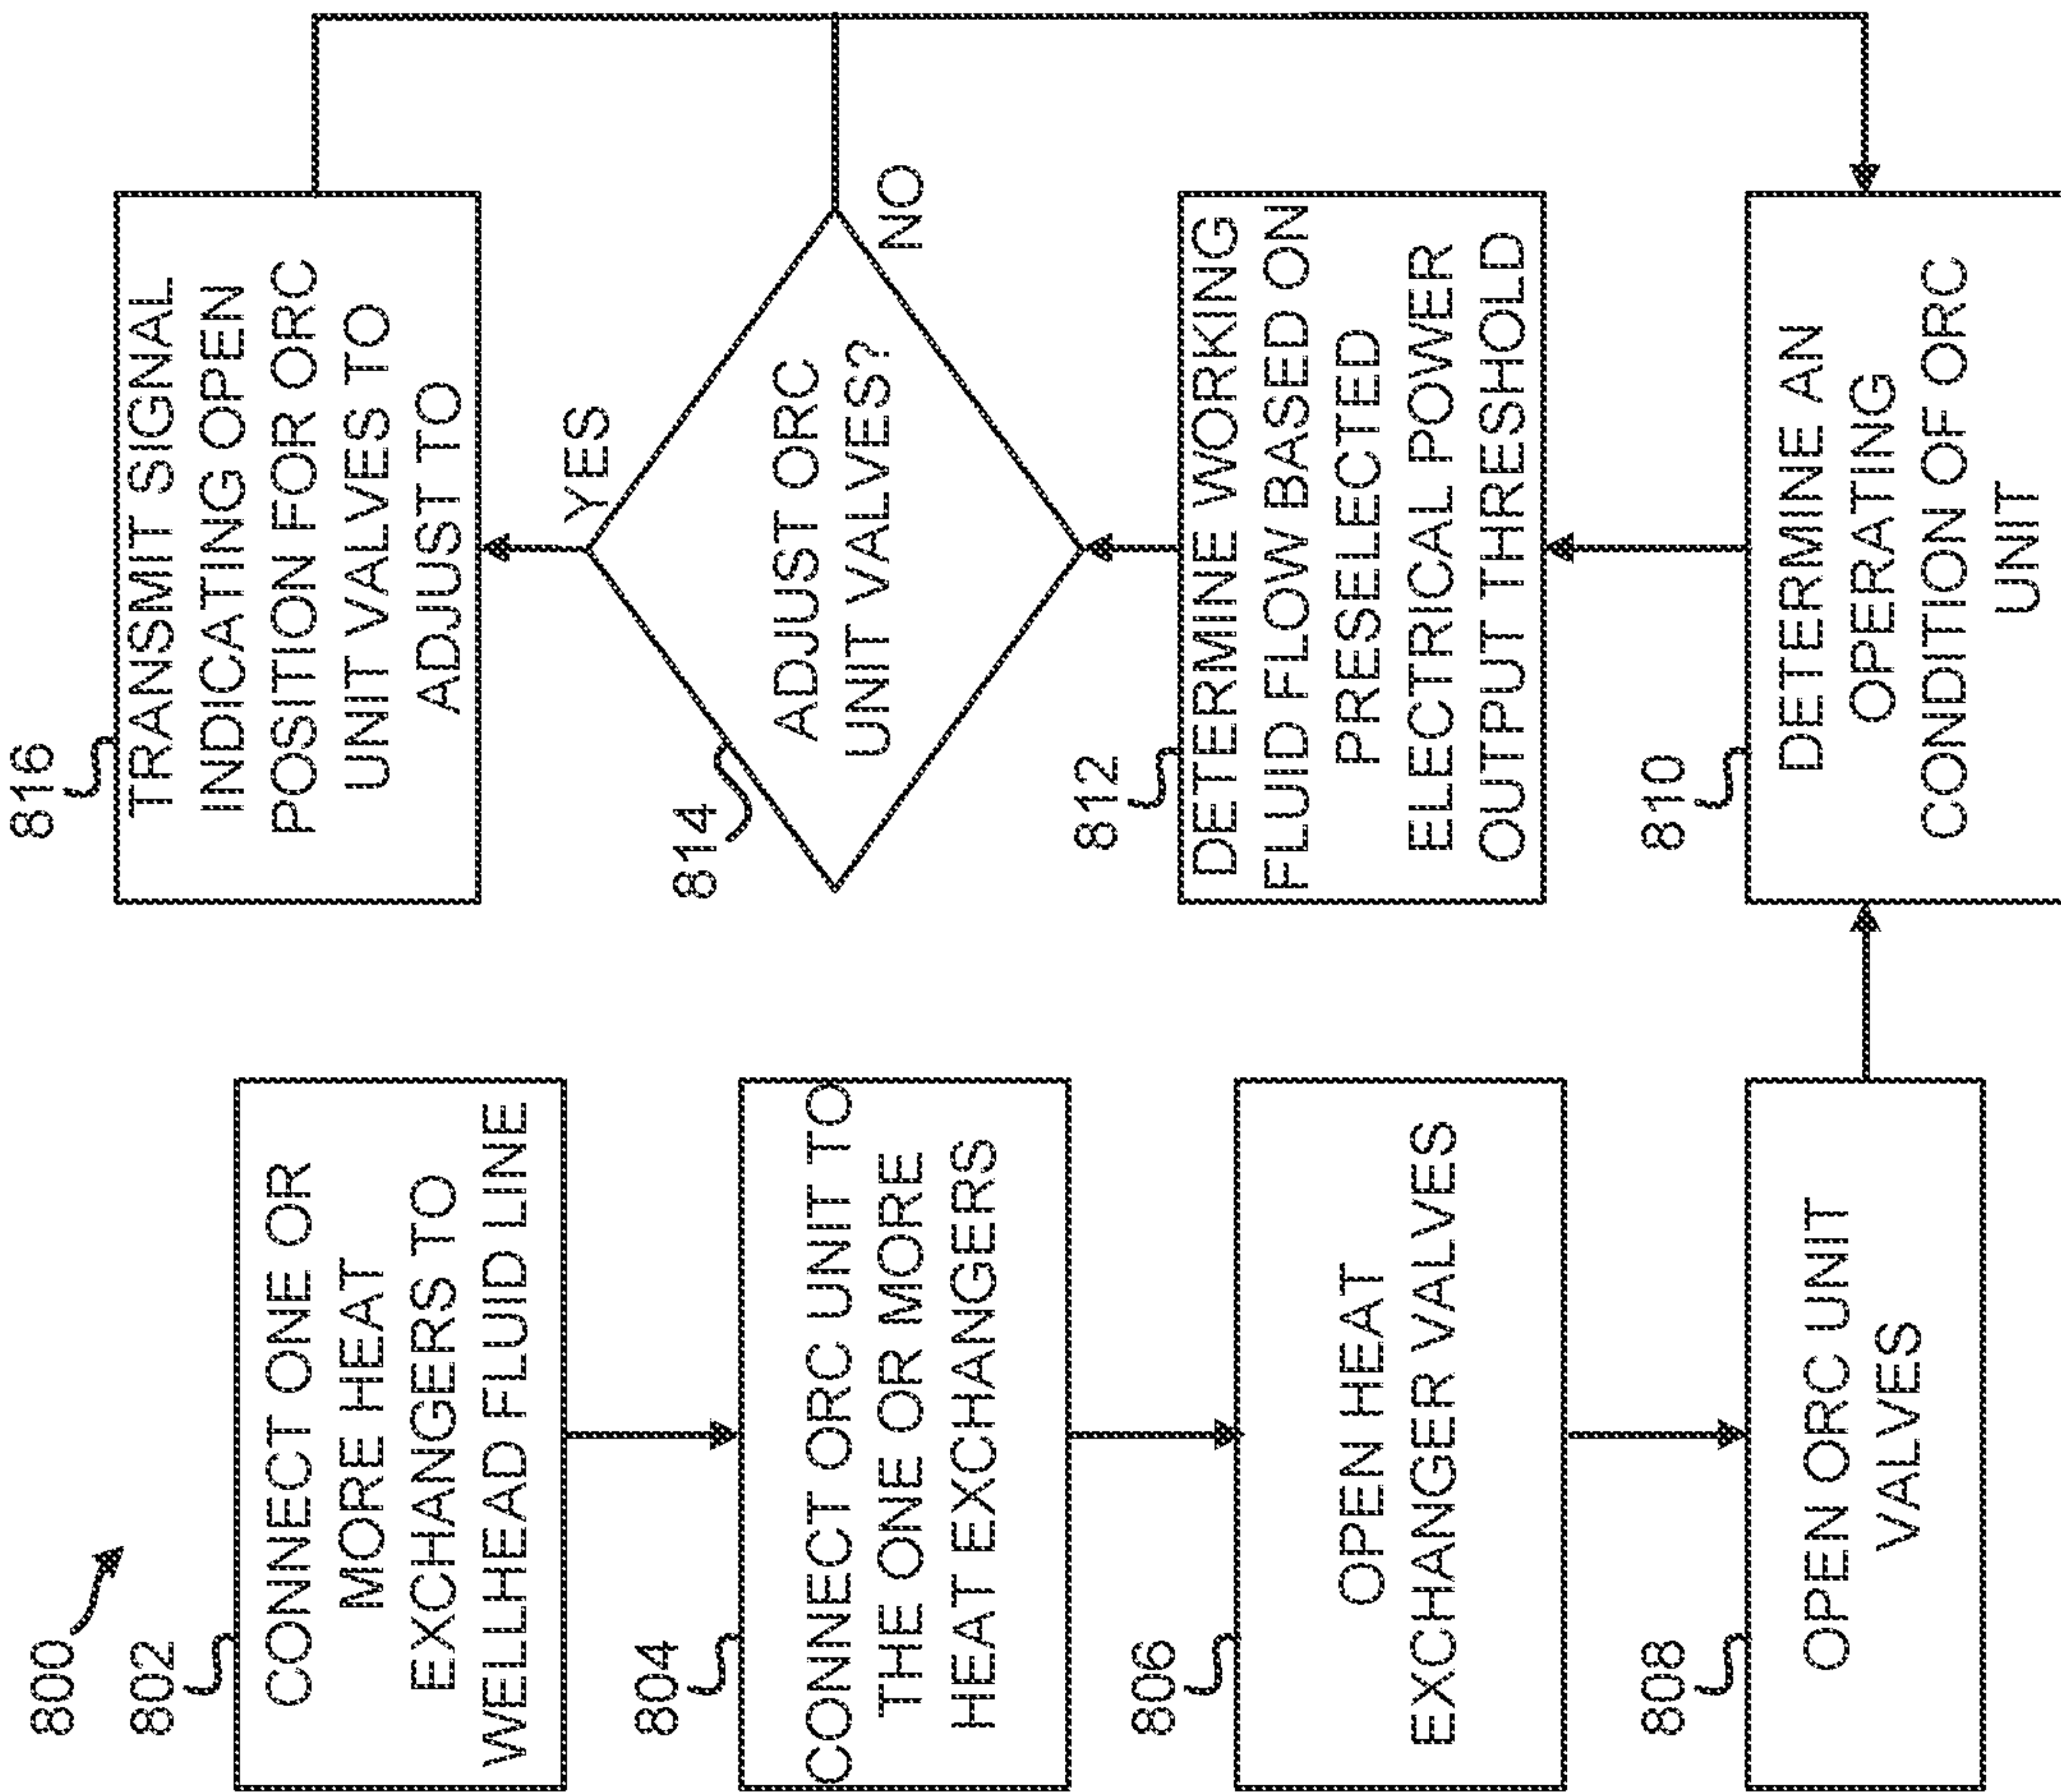 800
802
CONNECT ONE OR
MORE HEAT
EXCHANGERS TO
WELLHEAD FLUID LINE
804
CONNECT ORC UNIT TO
THE ONE OR MORE
HEAT EXCHANGERS
806
OPEN HEAT
EXCHANGER VALVES
808
OPEN ORC UNIT
VALVES
810
DETERMINE AN
OPERATING
CONDITION OF ORC
UNIT
812
DETERMINE WORKING
FLUID FLOW BASED ON
PRESELECTED
ELECTRICAL POWER
OUTPUT THRESHOLD
814
ADJUST ORC
UNIT VALVES?
YES
NO
816
TRANSMIT SIGNAL
INDICATING OPEN
POSITION FOR ORC
UNIT VALVES TO
ADJUST TO